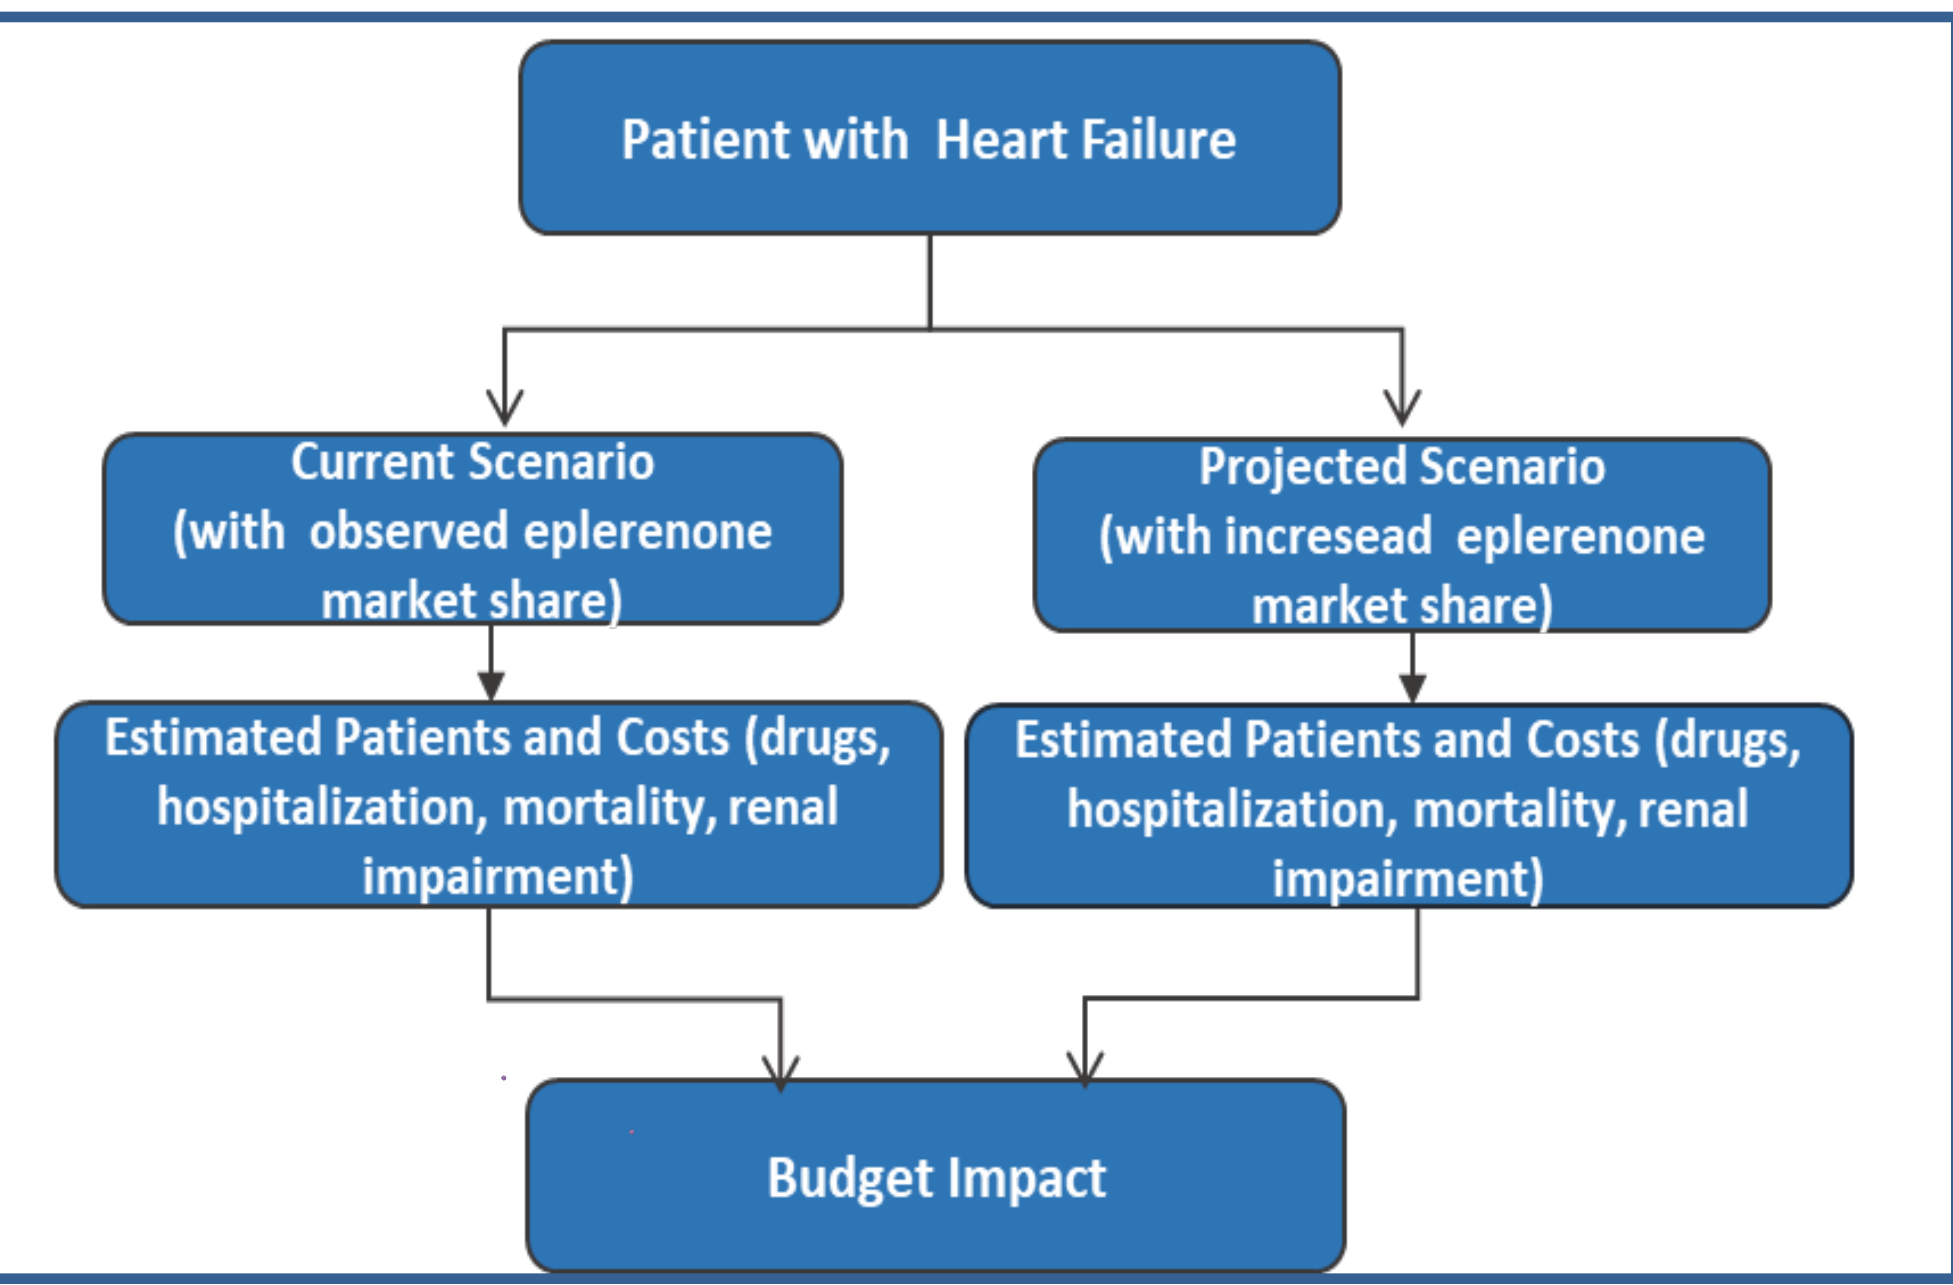 Patient with  Heart Failure
Current Scenario
(with  observed eplerenone
market share)
Projected Scenario
(with incresead  eplerenone
market share)
Estimated Patients and Costs (drugs,
hospitalization, mortality, renal
impairment)
Estimated Patients and Costs (drugs,
hospitalization, mortality, renal
impairment)
Budget Impact